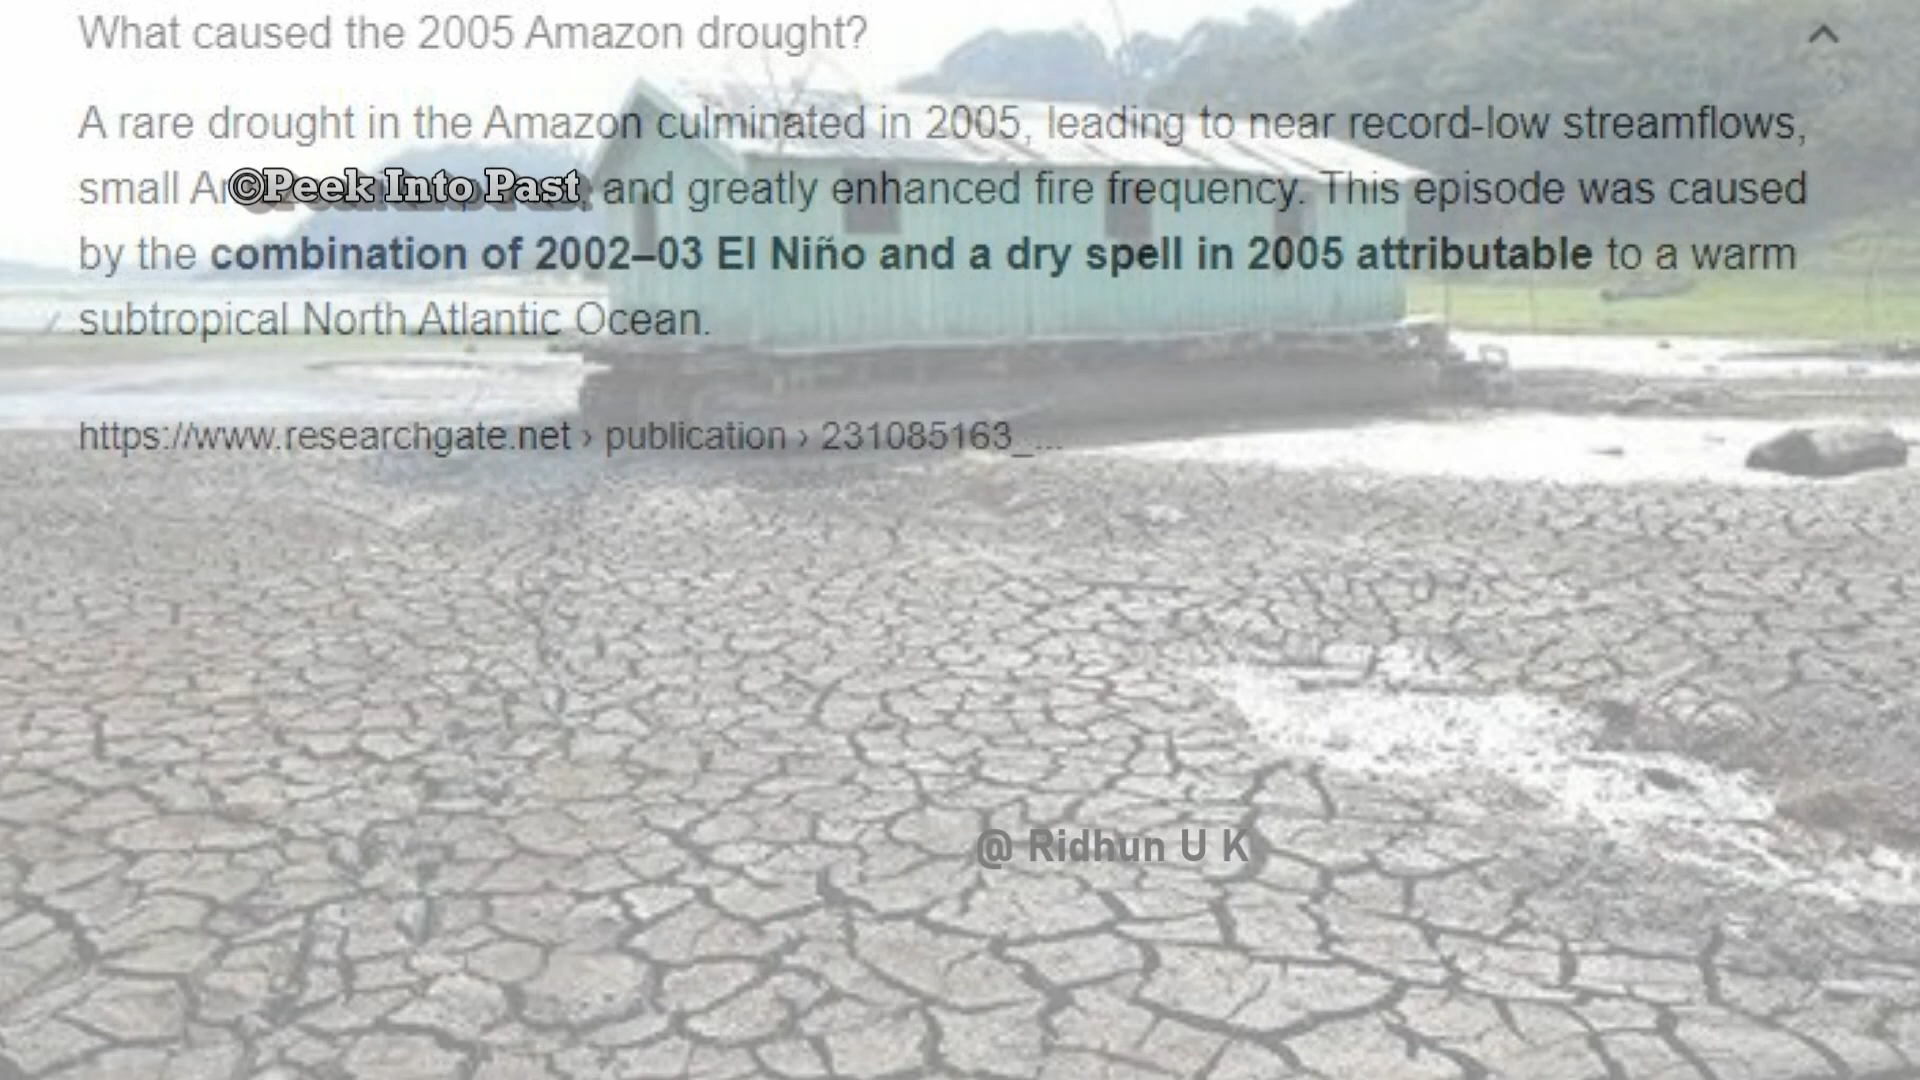 What caused the 2005 Amazon drought?
A rare drought in the Amazon culminated in 2005, leading to near record-low streamflows,
small ©Peek Into Past and greatly enhanced fire frequency. This episode was caused
by the combination of 2002–03 El Niño and a dry spell in 2005 attributable to a warm
subtropical North Atlantic Ocean.
https://www.researchgate.net › publication › 231085163_...
@ Ridhun U K